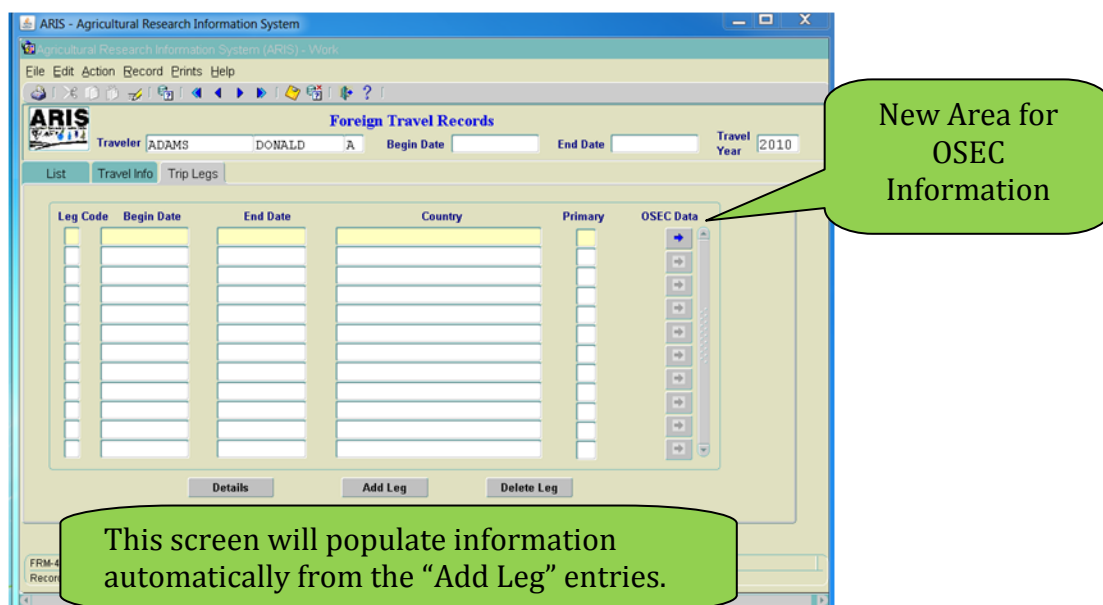 ARIS - Agricultural Research Information System
Agricultural Research Information System (ARIS) - Work
File Edit Action Record Prints Help
ARIS
Foreign Travel Records
Traveler ADAMS DONALD A Begin Date End Date Travel Year 2010
List Travel Info Trip Legs
Leg Code Begin Date End Date Country Primary OSEC Data
Details Add Leg Delete Leg
New Area for
OSEC
Information
This screen will populate information
automatically from the “Add Leg” entries.
FRM-4
Recor